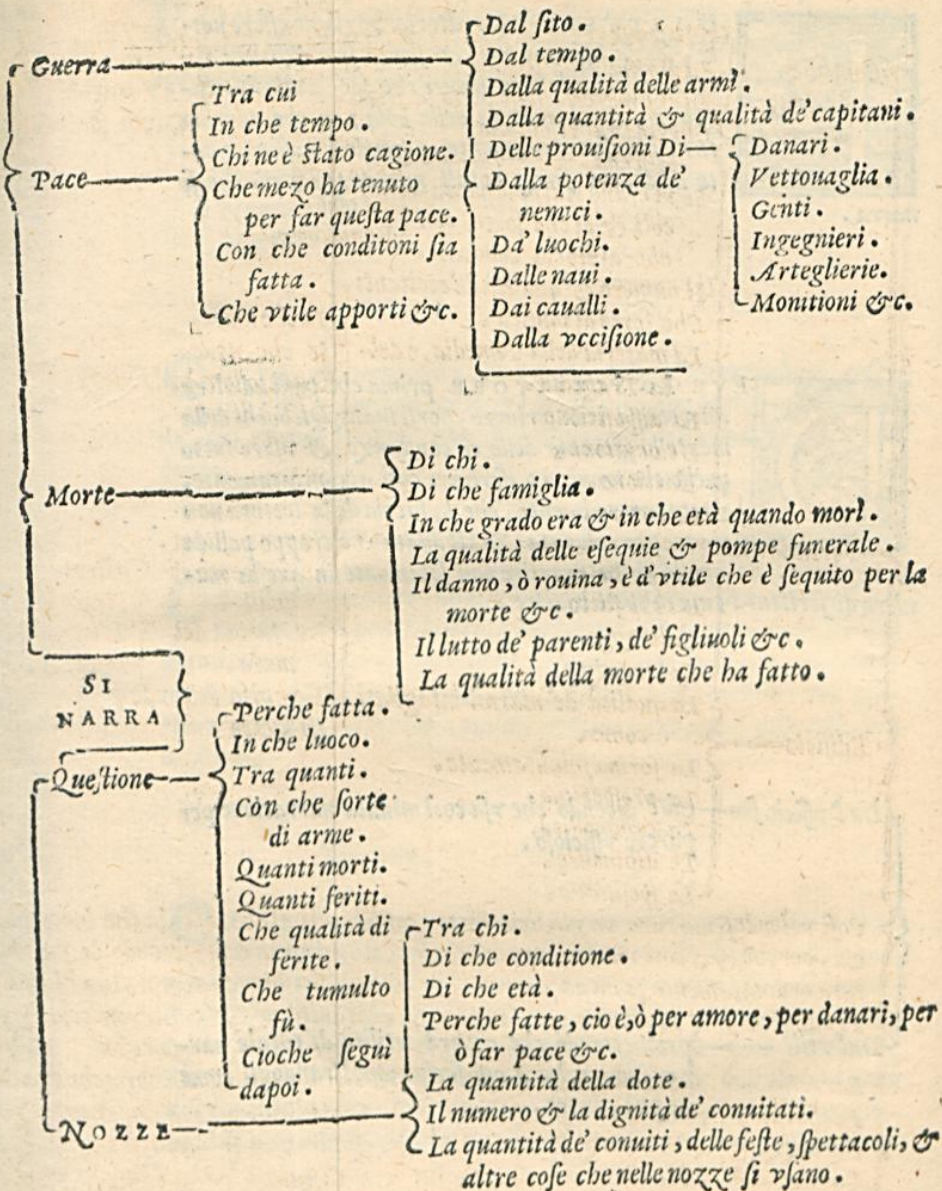 Guerra
Dal ſito.
Dal tempo.
Dalla qualità delle armi.
Dalla quantità & qualità de' capitani.
Delle prouiſioni Di
Danari.
Vettouaglia.
Genti.
Ingegnieri.
Arteglierie.
Monitioni &c.
Dalla potenza de'
nemici.
Da' luochi.
Dalle naui.
Dai caualli.
Dalla vcciſione.
Pace
Tra cui
In che tempo.
Chi ne è ſtato cagione.
Che mezo ha tenuto
per far queſta pace.
Con che conditoni ſia
fatta.
Che vtile apporti &c.
Morte
Di chi.
Di che famiglia.
In che grado era & in che età quando morì.
La qualità delle eſequie & pompe funerale.
Il danno, ò rouina, è d'vtile che è ſequito per la
morte &c.
Il lutto de' parenti, de' figliuoli &c.
La qualità della morte che ha fatto.
SI
NARRA
Queſtione
Perche fatta.
In che luoco.
Tra quanti.
Còn che ſorte
di arme.
Quanti morti.
Quanti feriti.
Che qualità di
ferite.
Che tumulto
fù.
Cioche ſeguì
dapoi.
NOZZE
Tra chi.
Di che conditione.
Di che età.
Perche fatte, cio è, ò per amore, per danari, per
ò far pace &c.
La quantità della dote.
Il numero & la dignità de' conuitati.
La quantità de' conuiti, delle feſte, ſpettacoli, &
altre coſe che nelle nozze ſi vſano.